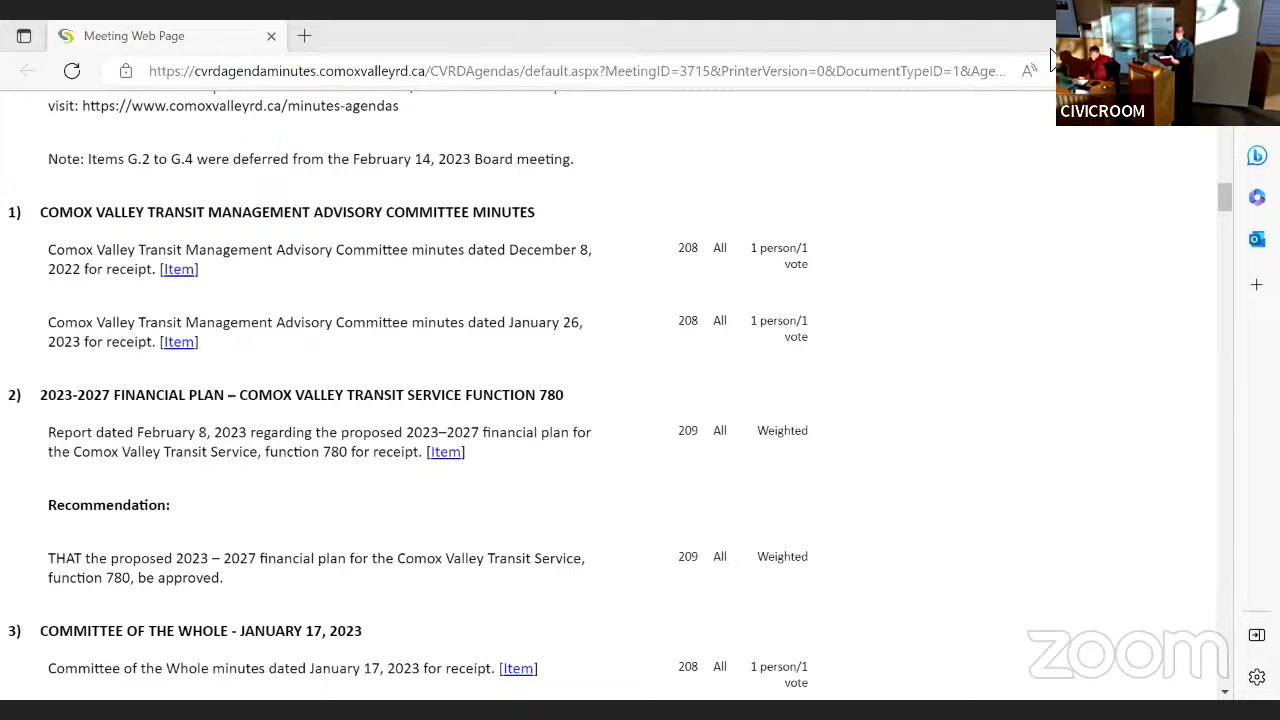 Meeting Web Page
https://cvrdagendaminutes.comoxvalleyrd.ca/CVRDAgendas/default.aspx?MeetingID=3715&PrinterVersion=0&DocumentTypeID=1&Age...
CIVICROOM
visit: https://www.comoxvalleyrd.ca/minutes-agendas
Note: Items G.2 to G.4 were deferred from the February 14, 2023 Board meeting.
1) COMOX VALLEY TRANSIT MANAGEMENT ADVISORY COMMITTEE MINUTES
Comox Valley Transit Management Advisory Committee minutes dated December 8, 208 All 1 person/1
2022 for receipt. [Item] vote
Comox Valley Transit Management Advisory Committee minutes dated January 26, 208 All 1 person/1
2023 for receipt. [Item] vote
2) 2023-2027 FINANCIAL PLAN – COMOX VALLEY TRANSIT SERVICE FUNCTION 780
Report dated February 8, 2023 regarding the proposed 2023–2027 financial plan for 209 All Weighted
the Comox Valley Transit Service, function 780 for receipt. [Item]
Recommendation:
THAT the proposed 2023 – 2027 financial plan for the Comox Valley Transit Service, 209 All Weighted
function 780, be approved.
3) COMMITTEE OF THE WHOLE - JANUARY 17, 2023
Committee of the Whole minutes dated January 17, 2023 for receipt. [Item] 208 All 1 person/1
vote
zoom